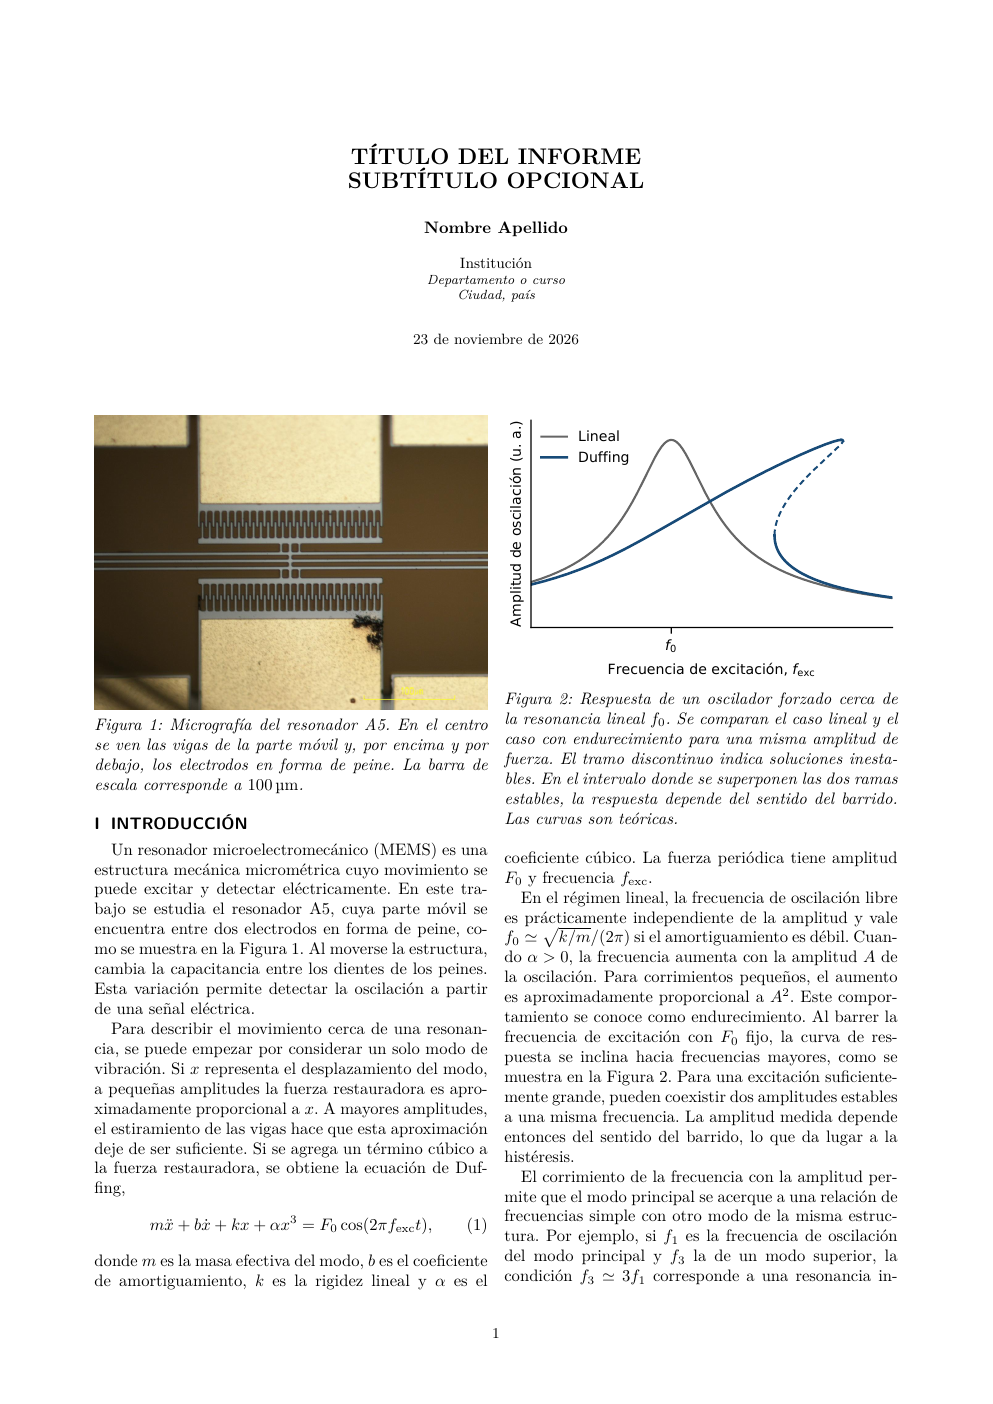 TÍTULO DEL INFORME
SUBTÍTULO OPCIONAL
Nombre Apellido
Institución
Departamento o curso
Ciudad, país
23 de noviembre de 2026
Figura 1: Micrografía del resonador A5. En el centro
se ven las vigas de la parte móvil y, por encima y por
debajo, los electrodos en forma de peine. La barra de
escala corresponde a 100 µm.
I INTRODUCCIÓN
Un resonador microelectromecánico (MEMS) es una
estructura mecánica micrométrica cuyo movimiento se
puede excitar y detectar eléctricamente. En este tra-
bajo se estudia el resonador A5, cuya parte móvil se
encuentra entre dos electrodos en forma de peine, co-
mo se muestra en la Figura 1. Al moverse la estructura,
cambia la capacitancia entre los dientes de los peines.
Esta variación permite detectar la oscilación a partir
de una señal eléctrica.
Para describir el movimiento cerca de una resonan-
cia, se puede empezar por considerar un solo modo de
vibración. Si x representa el desplazamiento del modo,
a pequeñas amplitudes la fuerza restauradora es apro-
ximadamente proporcional a x. A mayores amplitudes,
el estiramiento de las vigas hace que esta aproximación
deje de ser suficiente. Si se agrega un término cúbico a
la fuerza restauradora, se obtiene la ecuación de Duf-
fing,
mẍ + bẋ + kx + αx³ = F₀ cos(2πf_exc t), (1)
donde m es la masa efectiva del modo, b es el coeficiente
de amortiguamiento, k es la rigidez lineal y α es el
Amplitud de oscilación (u. a.)
Lineal
Duffing
f₀
Frecuencia de excitación, f_exc
Figura 2: Respuesta de un oscilador forzado cerca de
la resonancia lineal f₀. Se comparan el caso lineal y el
caso con endurecimiento para una misma amplitud de
fuerza. El tramo discontinuo indica soluciones inesta-
bles. En el intervalo donde se superponen las dos ramas
estables, la respuesta depende del sentido del barrido.
Las curvas son teóricas.
coeficiente cúbico. La fuerza periódica tiene amplitud
F₀ y frecuencia f_exc.
En el régimen lineal, la frecuencia de oscilación libre
es prácticamente independiente de la amplitud y vale
f₀ ≃ √(k/m)/(2π) si el amortiguamiento es débil. Cuan-
do α > 0, la frecuencia aumenta con la amplitud A de
la oscilación. Para corrimientos pequeños, el aumento
es aproximadamente proporcional a A². Este compor-
tamiento se conoce como endurecimiento. Al barrer la
frecuencia de excitación con F₀ fijo, la curva de res-
puesta se inclina hacia frecuencias mayores, como se
muestra en la Figura 2. Para una excitación suficiente-
mente grande, pueden coexistir dos amplitudes estables
a una misma frecuencia. La amplitud medida depende
entonces del sentido del barrido, lo que da lugar a la
histéresis.
El corrimiento de la frecuencia con la amplitud per-
mite que el modo principal se acerque a una relación de
frecuencias simple con otro modo de la misma estruc-
tura. Por ejemplo, si f₁ es la frecuencia de oscilación
del modo principal y f₃ la de un modo superior, la
condición f₃ ≃ 3f₁ corresponde a una resonancia in-
1